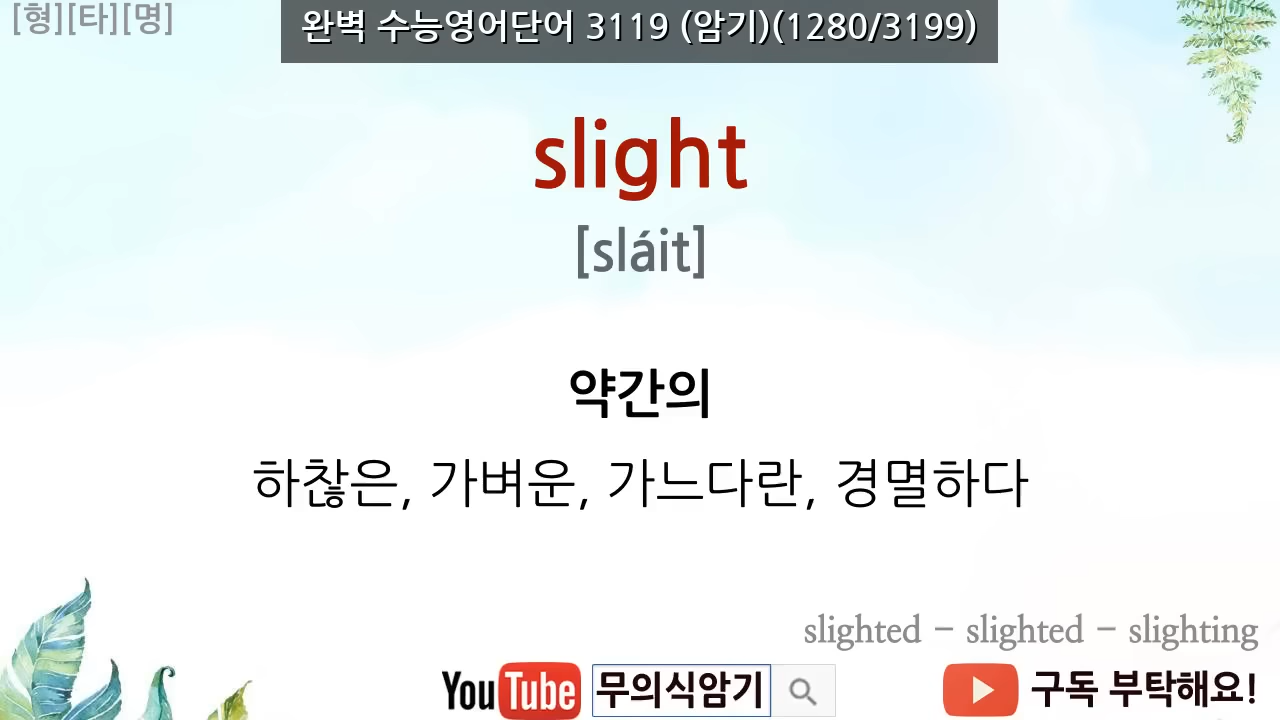 [형][타][명]
완벽 수능영어단어 3119 (암기)(1280/3199)
slight
[sláit]
약간의
하찮은, 가벼운, 가느다란, 경멸하다
slighted - slighted - slighting
YouTube 무의식암기
구독 부탁해요!